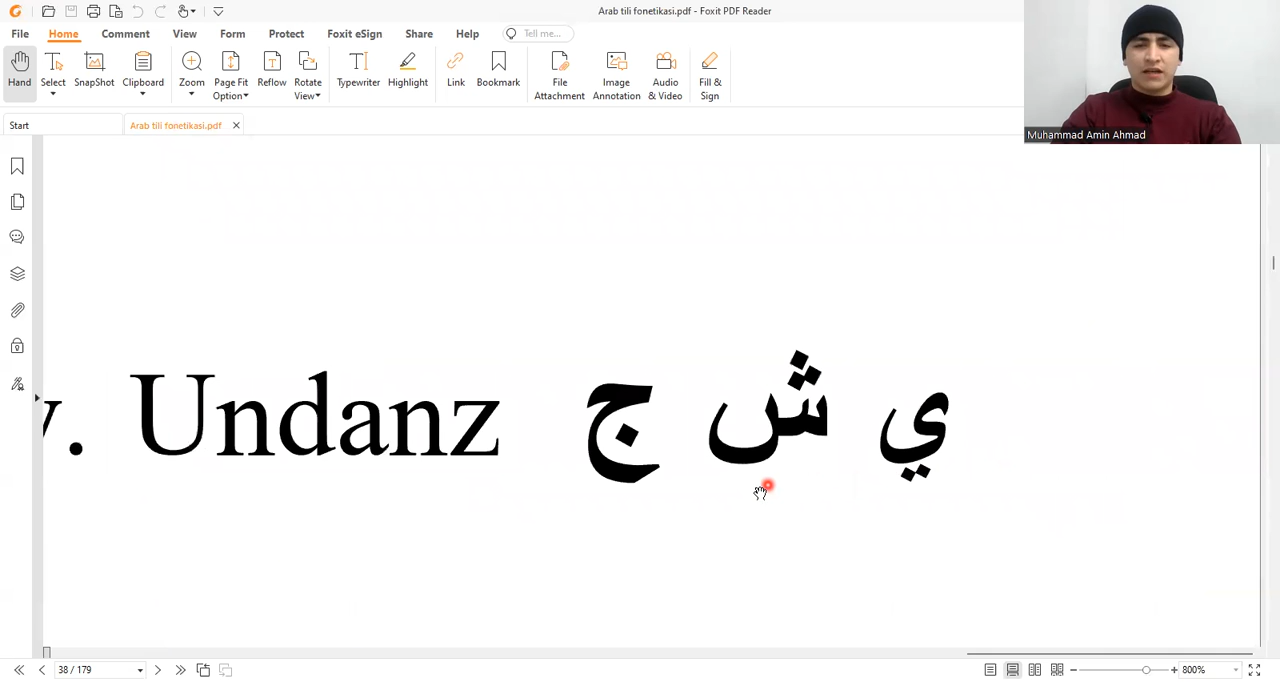 Arab tili fonetikasi.pdf - Foxit PDF Reader
File Home Comment View Form Protect Foxit eSign Share Help Tell me...
Hand Select SnapShot Clipboard Zoom Page Fit Option Reflow Rotate View Typewriter Highlight Link Bookmark File Attachment Image Annotation Audio & Video Fill & Sign
Muhammad Amin Ahmad
Start Arab tili fonetikasi.pdf
y. Undanz ج ش ي
38 / 179 800%